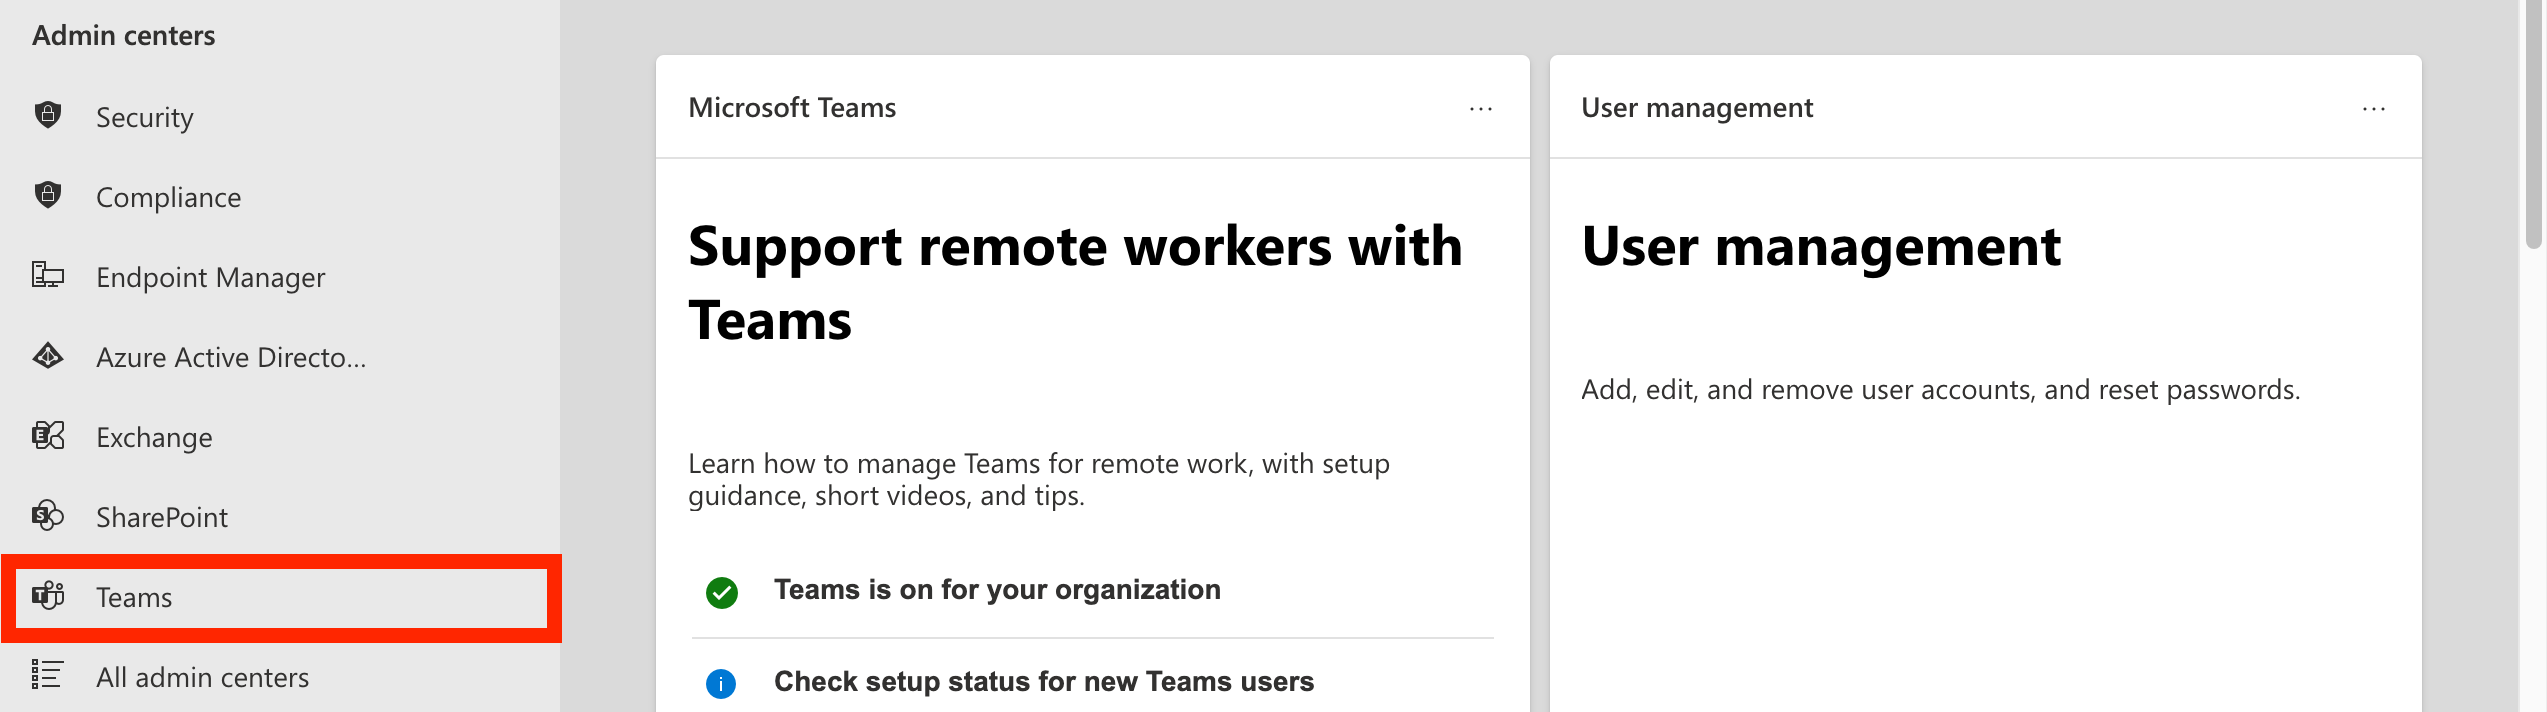 Admin centers
Security
Compliance
Endpoint Manager
Azure Active Directo...
Exchange
SharePoint
Teams
All admin centers
Microsoft Teams
Support remote workers with
Teams
Learn how to manage Teams for remote work, with setup
guidance, short videos, and tips.
Teams is on for your organization
Check setup status for new Teams users
User management
User management
Add, edit, and remove user accounts, and reset passwords.